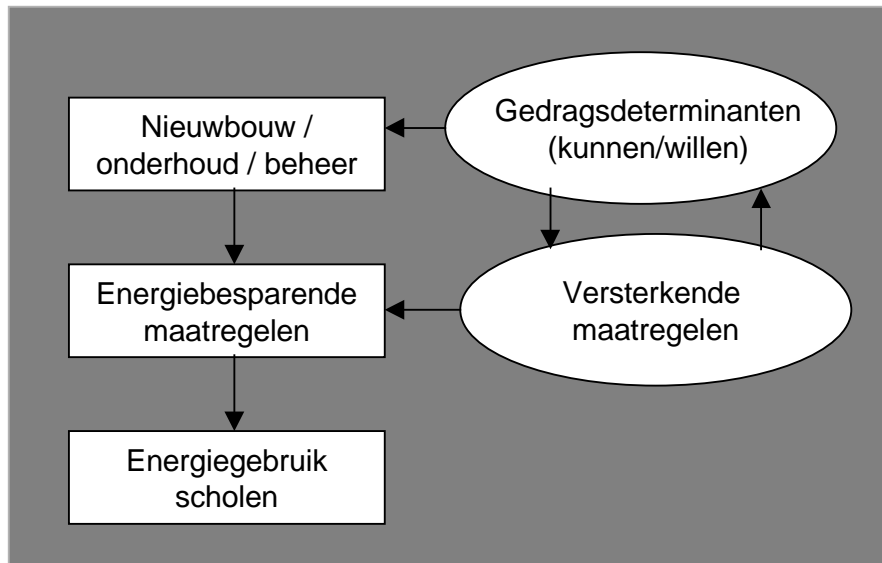 Nieuwbouw /
onderhoud / beheer
Gedragsdeterminanten
(kunnen/willen)
Energiebesparende
maatregelen
Versterkende
maatregelen
Energiegebruik
scholen